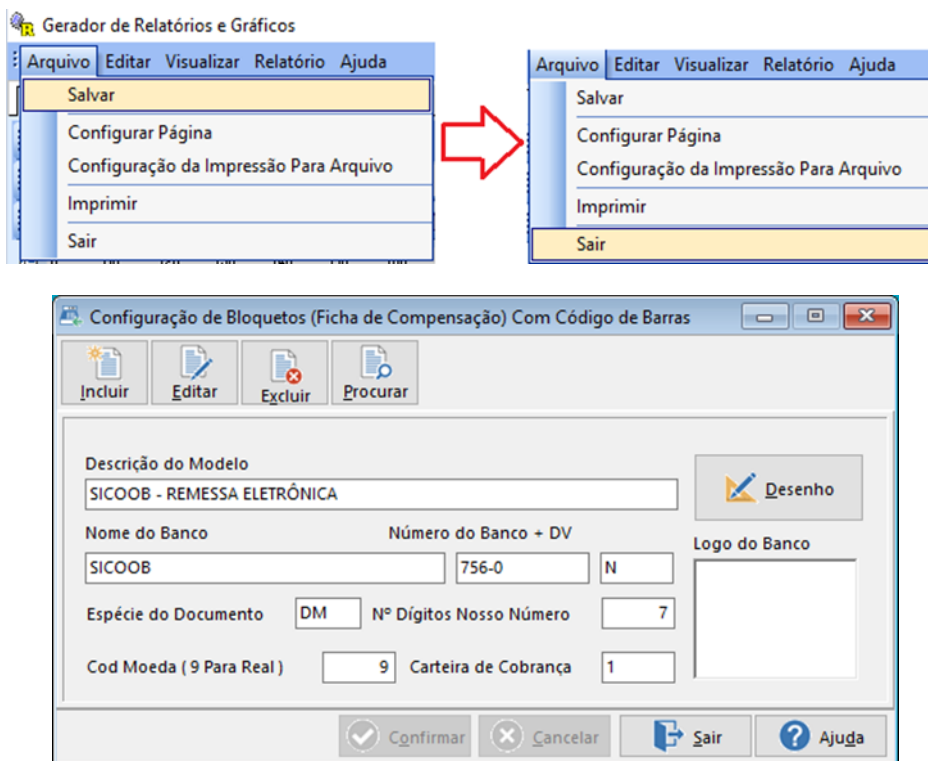 Gerador de Relatórios e Gráficos
Arquivo Editar Visualizar Relatório Ajuda
Salvar
Configurar Página
Configuração da Impressão Para Arquivo
Imprimir
Sair
Arquivo Editar Visualizar Relatório Ajuda
Salvar
Configurar Página
Configuração da Impressão Para Arquivo
Imprimir
Sair
Configuração de Bloquetos (Ficha de Compensação) Com Código de Barras
Incluir Editar Excluir Procurar
Descrição do Modelo
SICOOB - REMESSA ELETRÔNICA
Desenho
Nome do Banco Número do Banco + DV
Logo do Banco
SICOOB 756-0 N
Espécie do Documento DM Nº Dígitos Nosso Número 7
Cod Moeda ( 9 Para Real ) 9 Carteira de Cobrança 1
Confirmar Cancelar Sair Ajuda